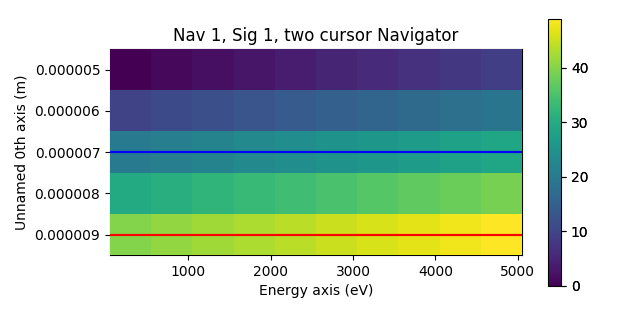 Nav 1, Sig 1, two cursor Navigator
Unnamed 0th axis (m)
0.000005
0.000006
0.000007
0.000008
0.000009
1000 2000 3000 4000 5000
Energy axis (eV)
40
30
20
10
0